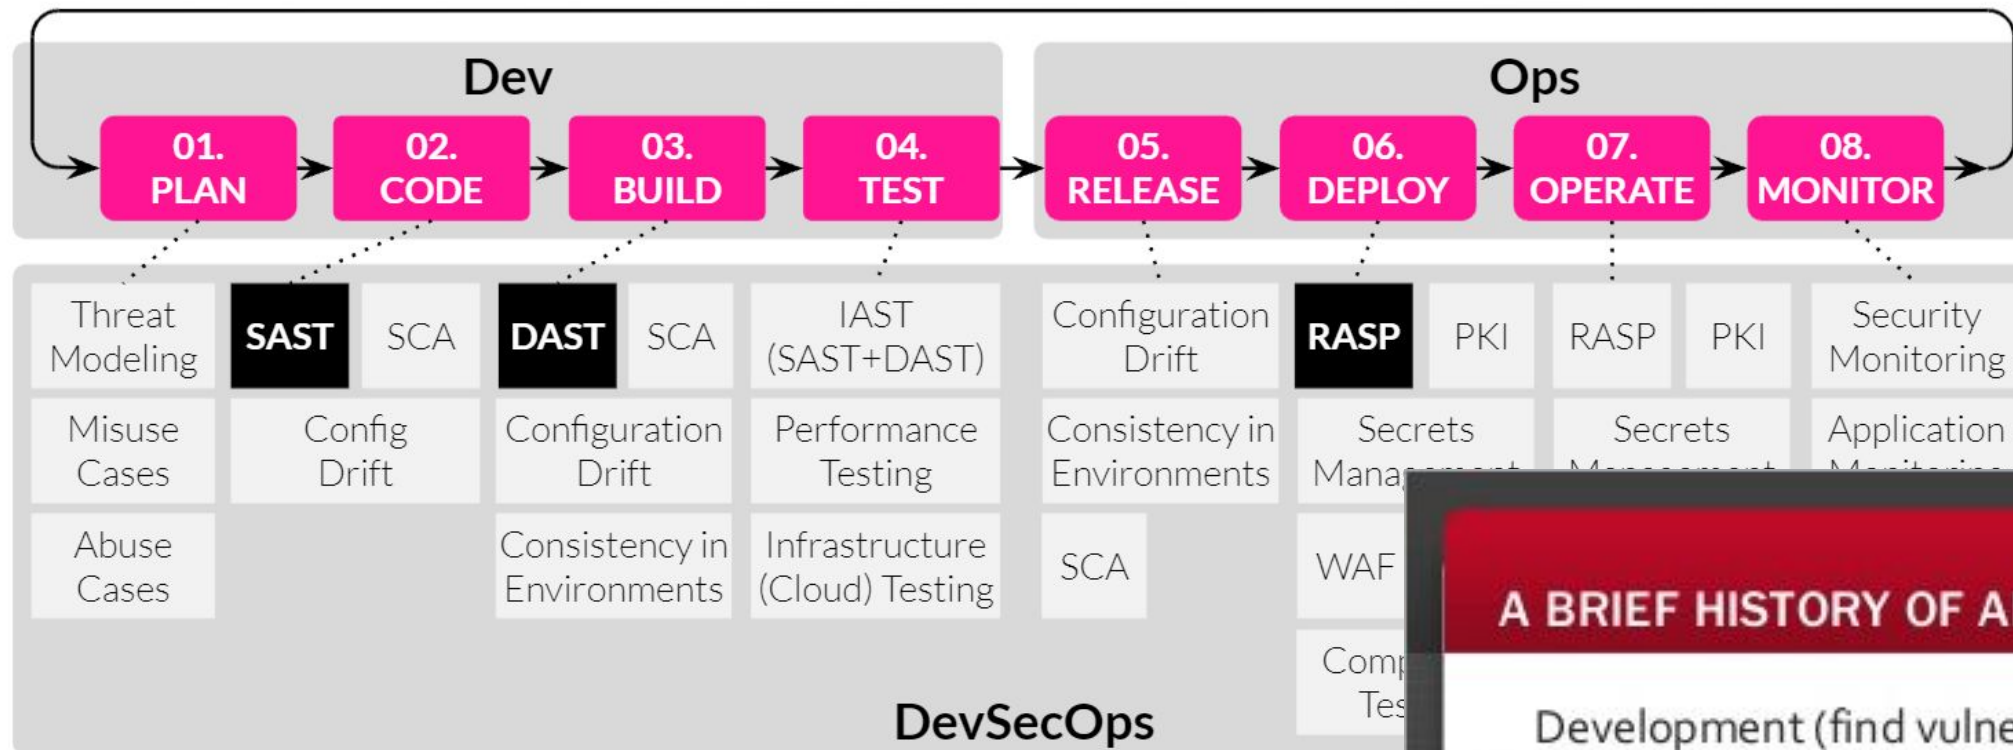 Dev
Ops
01.
PLAN
02.
CODE
03.
BUILD
04.
TEST
05.
RELEASE
06.
DEPLOY
07.
OPERATE
08.
MONITOR
Threat
Modeling
SAST
SCA
DAST
SCA
IAST
(SAST+DAST)
Configuration
Drift
RASP
PKI
RASP
PKI
Security
Monitoring
Misuse
Cases
Config
Drift
Configuration
Drift
Performance
Testing
Consistency in
Environments
Secrets
Secrets
Application
Abuse
Cases
Consistency in
Environments
Infrastructure
(Cloud) Testing
SCA
WAF
DevSecOps
A BRIEF HISTORY OF
Development (find